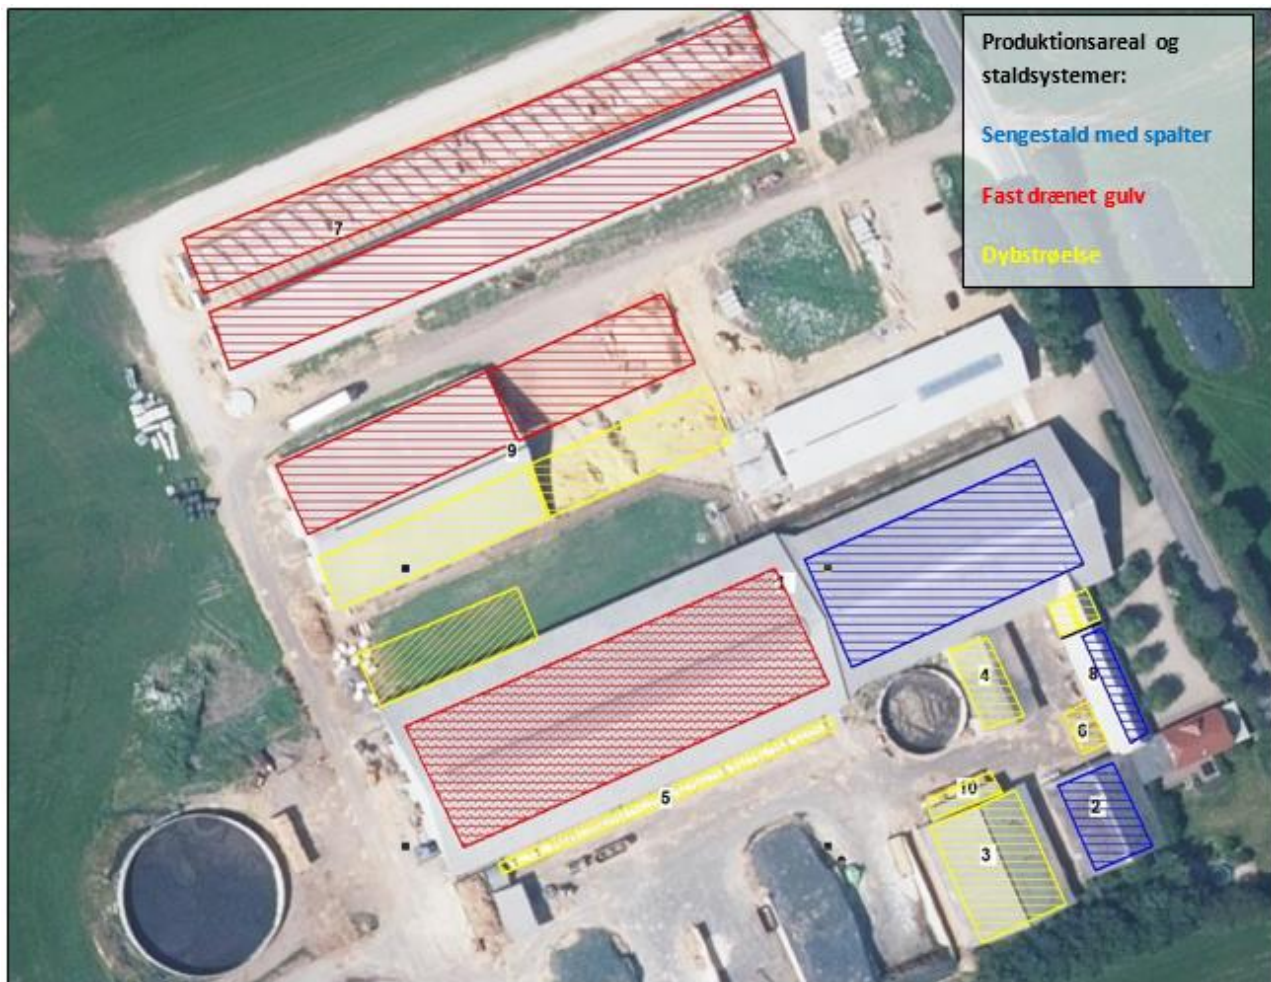 Produktionsareal og
staldsystemer:
Sengestald med spalter
Fast drænet gulv
Dybstrøelse
7
9
1
4
8
6
5
10
2
3